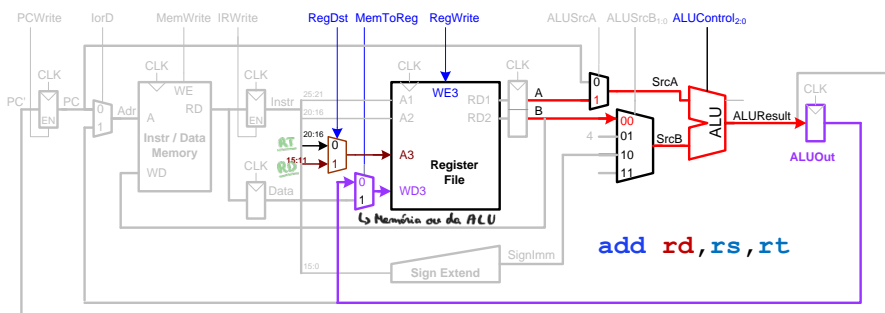 PCWrite IorD MemWrite IRWrite RegDst MemToReg RegWrite ALUSrcA ALUSrcB1:0 ALUControl2:0
CLK CLK CLK CLK CLK CLK
PC' PC EN 0 1 Adr A WE RD Instr / Data Memory WD EN Instr Data
25:21 A1 WE3 RD1 A 0 1 SrcA
20:16 A2 RD2 B 00 01 10 11 4 SrcB
RT 20:16 0
RD 15:11 1 A3
0 1 WD3 Register File
ALU ALUResult ALUOut
↳ Memória ou da ALU
15:0 Sign Extend SignImm
add rd,rs,rt